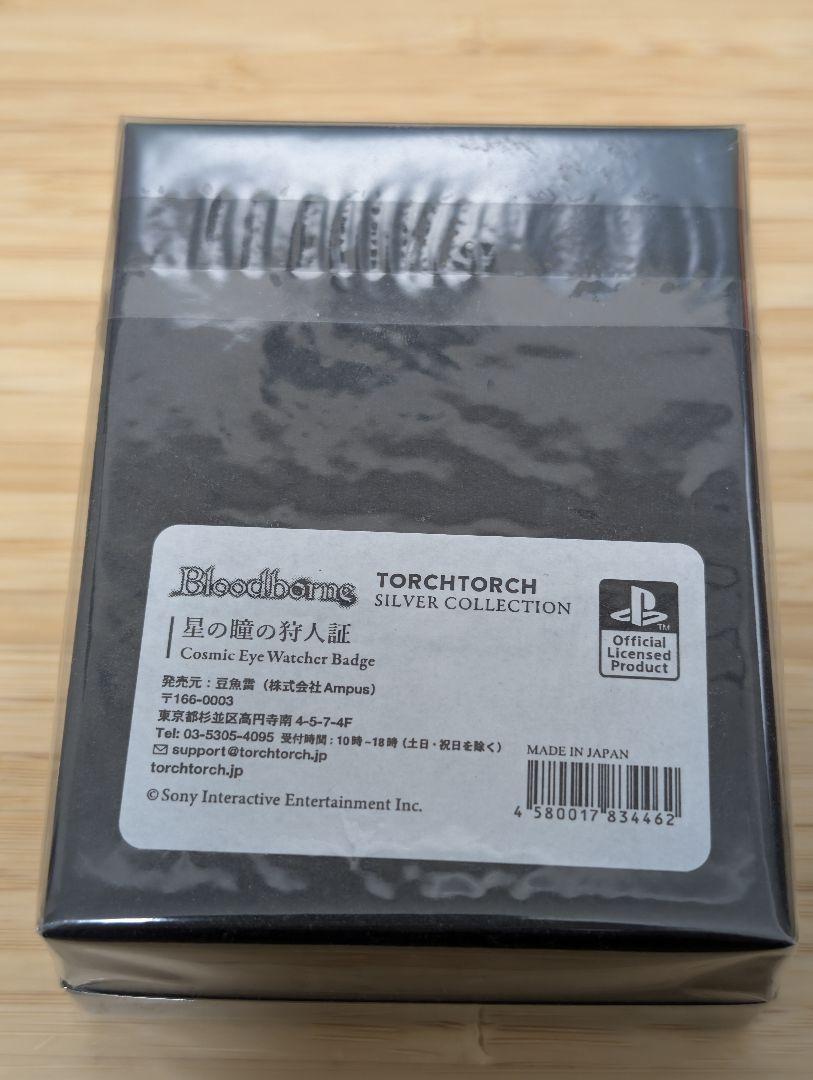 Bloodborne
TORCHTORCH
SILVER COLLECTION
星の瞳の狩人証
Cosmic Eye Watcher Badge
TM
Official
Licensed
Product
発売元：豆魚雷（株式会社Ampus）
〒166-0003
東京都杉並区高円寺南4-5-7-4F
Tel: 03-5305-4095 受付時間：10時~18時（土日・祝日を除く）
support@torchtorch.jp
torchtorch.jp
© Sony Interactive Entertainment Inc.
MADE IN JAPAN
4 580017 834462